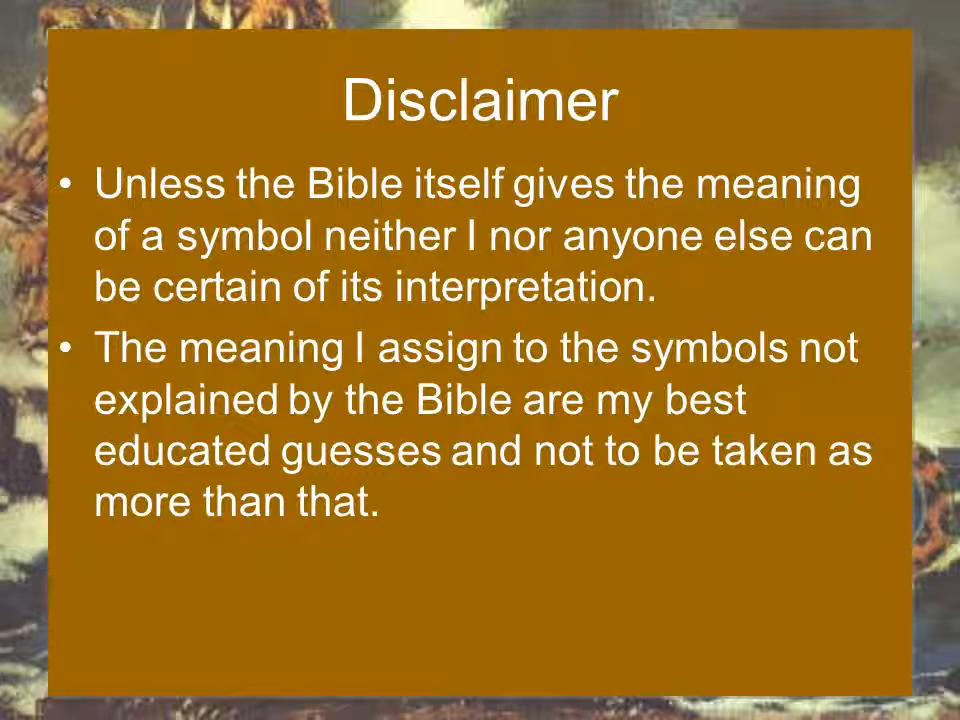 Disclaimer
• Unless the Bible itself gives the meaning
of a symbol neither I nor anyone else can
be certain of its interpretation.
• The meaning I assign to the symbols not
explained by the Bible are my best
educated guesses and not to be taken as
more than that.